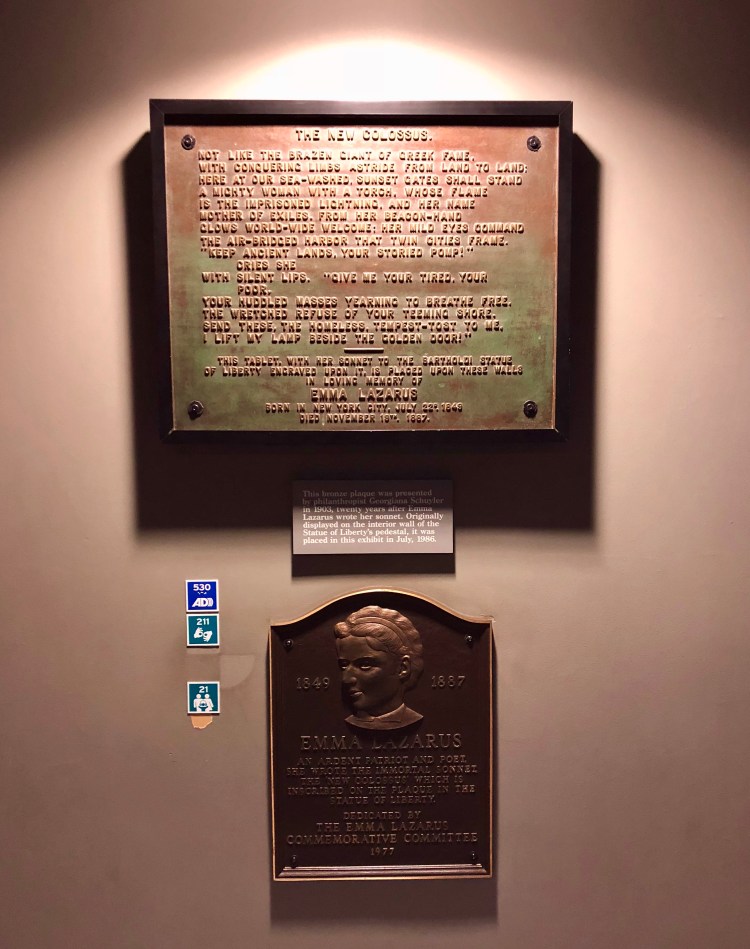 THE NEW COLOSSUS.
NOT LIKE THE BRAZEN GIANT OF GREEK FAME,
WITH CONQUERING LIMBS ASTRIDE FROM LAND TO LAND;
HERE AT OUR SEA-WASHED, SUNSET GATES SHALL STAND
A MIGHTY WOMAN WITH A TORCH, WHOSE FLAME
IS THE IMPRISONED LIGHTNING, AND HER NAME
MOTHER OF EXILES. FROM HER BEACON-HAND
GLOWS WORLD-WIDE WELCOME; HER MILD EYES COMMAND
THE AIR-BRIDGED HARBOR THAT TWIN CITIES FRAME.
"KEEP ANCIENT LANDS, YOUR STORIED POMP!"
CRIES SHE
WITH SILENT LIPS. "GIVE ME YOUR TIRED, YOUR
POOR,
YOUR HUDDLED MASSES YEARNING TO BREATHE FREE,
THE WRETCHED REFUSE OF YOUR TEEMING SHORE.
SEND THESE, THE HOMELESS, TEMPEST-TOST TO ME,
I LIFT MY LAMP BESIDE THE GOLDEN DOOR!"
THIS TABLET, WITH HER SONNET TO THE BARTHOLDI STATUE
OF LIBERTY ENGRAVED UPON IT, IS PLACED UPON THESE WALLS
IN LOVING MEMORY OF
EMMA LAZARUS
BORN IN NEW YORK CITY, JULY 22D, 1849
DIED NOVEMBER 19TH, 1887.
This bronze plaque was presented
by philanthropist Georgiana Schuyler
in 1903, twenty years after Emma
Lazarus wrote her sonnet. Originally
displayed on the interior wall of the
Statue of Liberty's pedestal, it was
placed in this exhibit in July, 1986.
530
AD
211
21
1849 1887
EMMA LAZARUS
AN ARDENT PATRIOT AND POET,
SHE WROTE THE IMMORTAL SONNET,
'THE NEW COLOSSUS' WHICH IS
INSCRIBED ON THE PLAQUE IN THE
STATUE OF LIBERTY.
DEDICATED BY
THE EMMA LAZARUS
COMMEMORATIVE COMMITTEE
1977